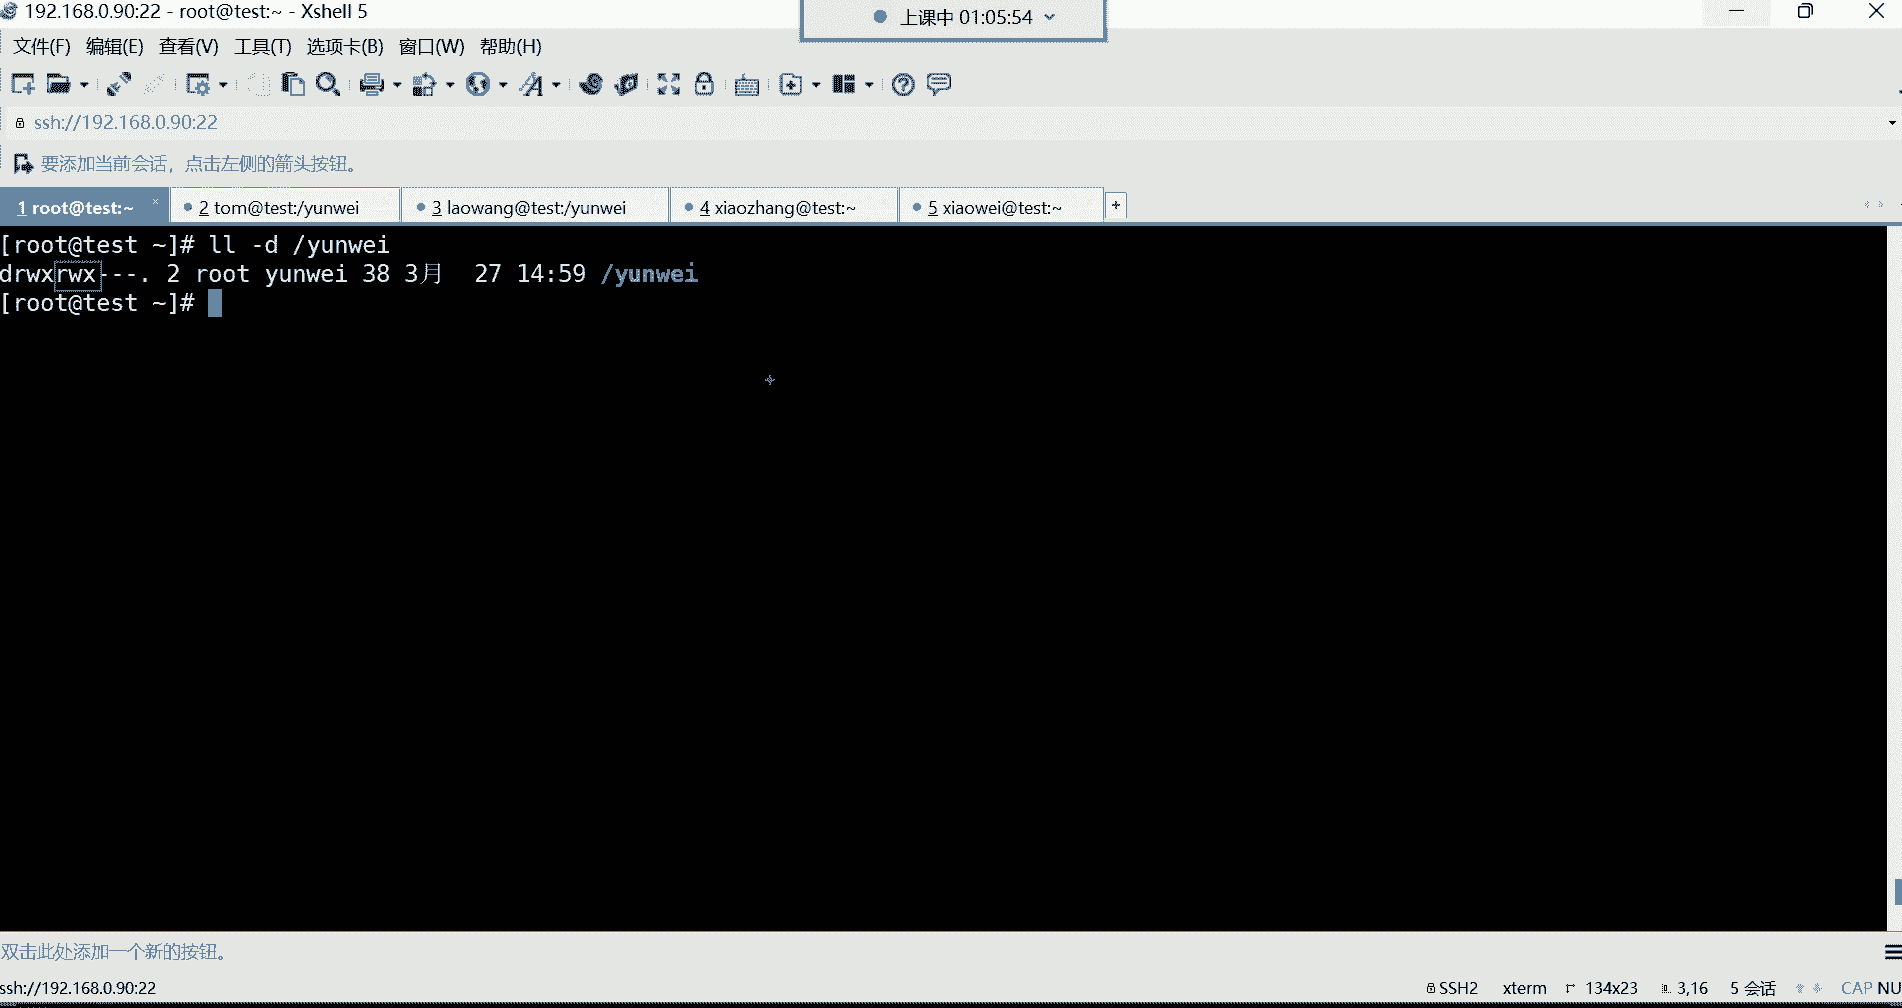 192.168.0.90:22 - root@test:~ - Xshell 5
上课中 01:05:54
文件(F) 编辑(E) 查看(V) 工具(T) 选项卡(B) 窗口(W) 帮助(H)
ssh://192.168.0.90:22
要添加当前会话，点击左侧的箭头按钮。
1 root@test:~ 2 tom@test:/yunwei 3 laowang@test:/yunwei 4 xiaozhang@test:~ 5 xiaowei@test:~
[root@test ~]# ll -d /yunwei
drwxrwx---. 2 root yunwei 38 3月  27 14:59 /yunwei
[root@test ~]#
双击此处添加一个新的按钮。
ssh://192.168.0.90:22 SSH2 xterm 134x23 3,16 5 会话 CAP NU